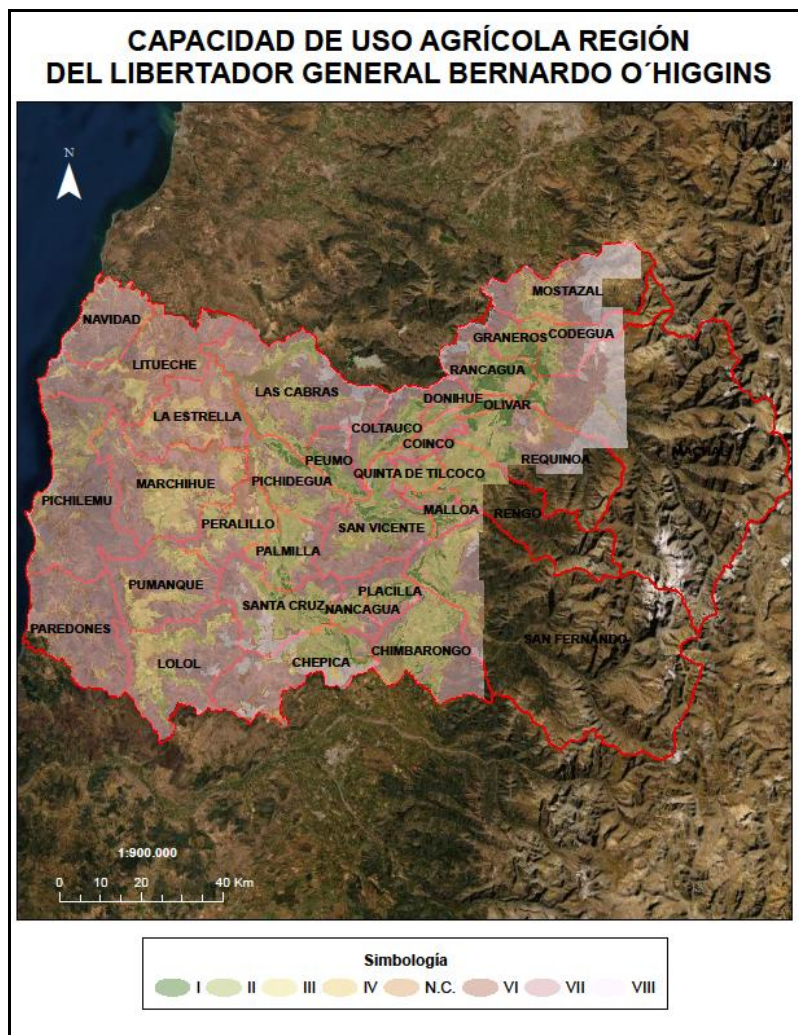 CAPACIDAD DE USO AGRÍCOLA REGIÓN
DEL LIBERTADOR GENERAL BERNARDO O´HIGGINS
N
MOSTAZAL
NAVIDAD
GRANEROS
CODEGUA
LITUECHE
RANCAGUA
LAS CABRAS
DONIHUE
OLIVAR
LA ESTRELLA
COLTAUCO
COINCO
MACHALI
PEUMO
REQUINOA
QUINTA DE TILCOCO
MARCHIHUE
PICHIDEGUA
PICHILEMU
MALLOA
RENGO
PERALILLO
SAN VICENTE
PALMILLA
PUMANQUE
PLACILLA
SANTA CRUZ
NANCAGUA
PAREDONES
SAN FERNANDO
CHIMBARONGO
LOLOL
CHEPICA
1:900.000
0 10 20 40 Km
Simbología
I II III IV N.C. VI VII VIII